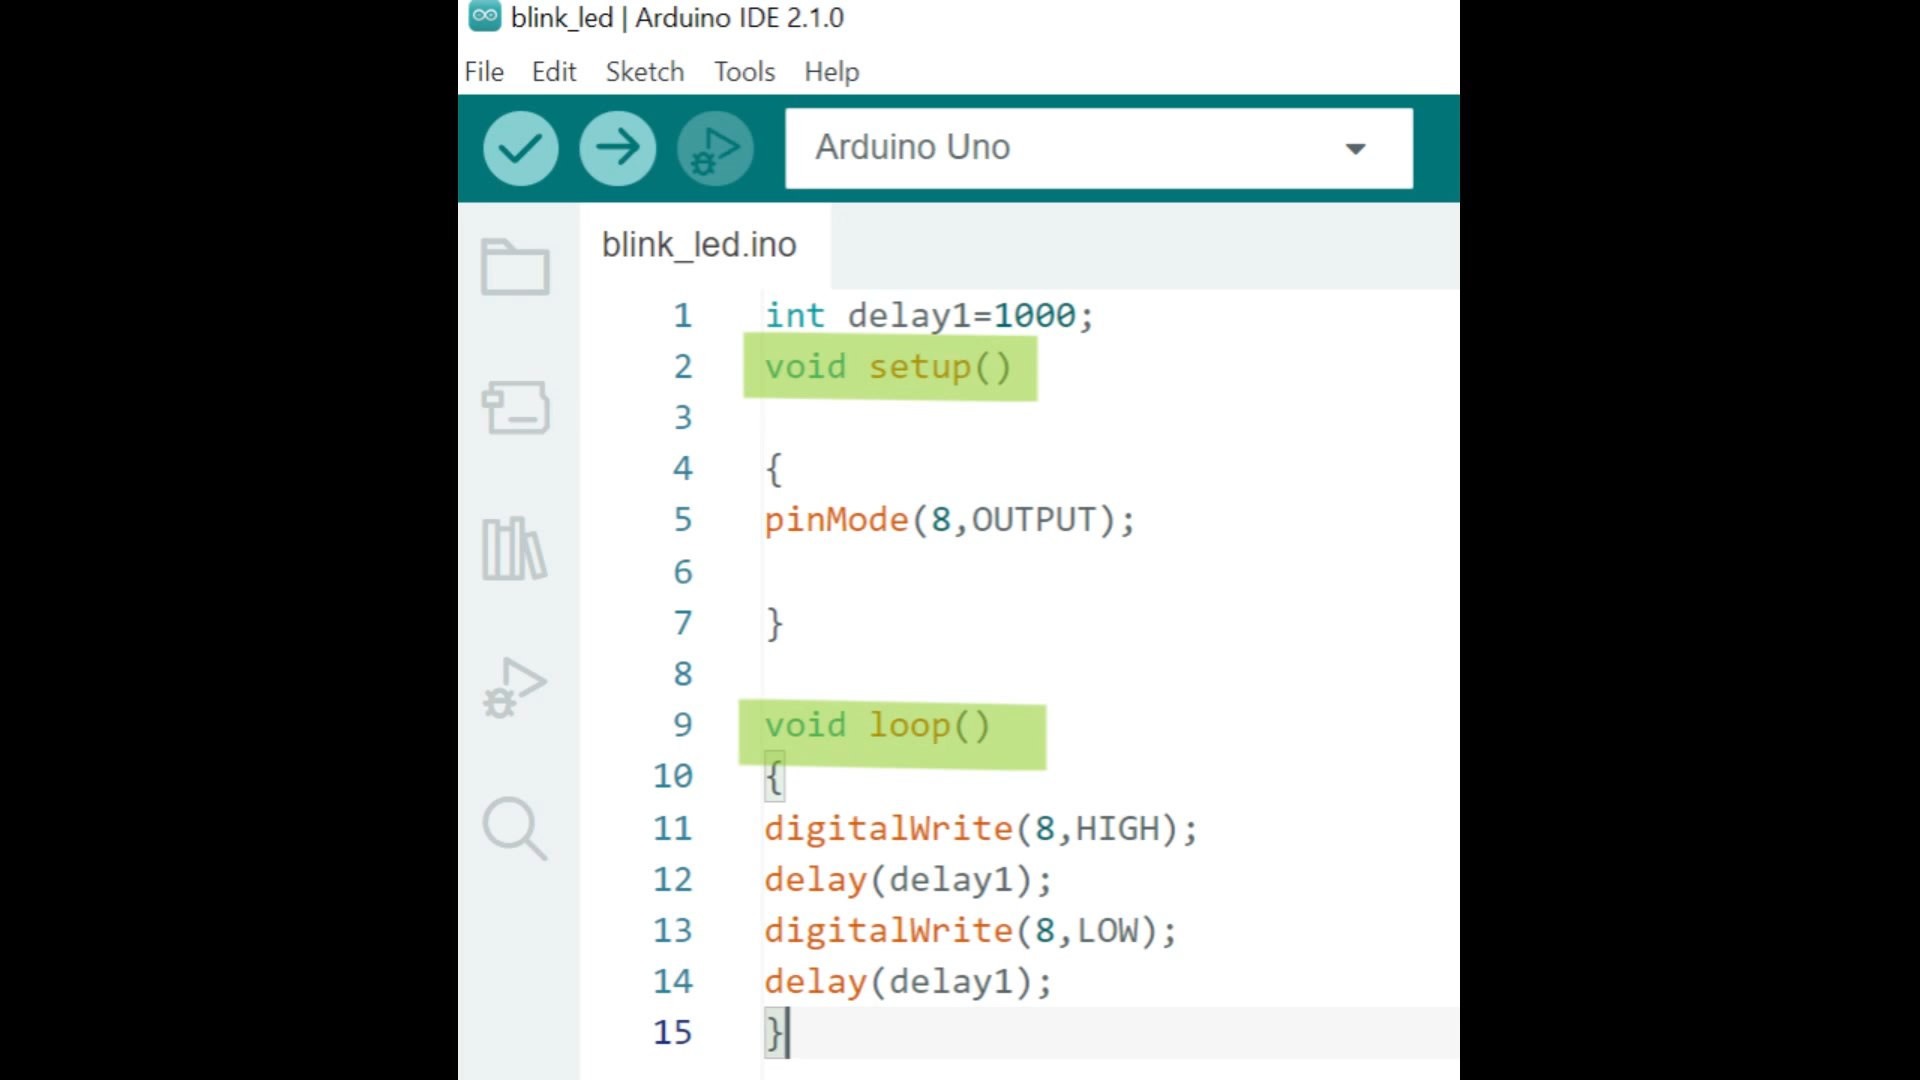 blink_led | Arduino IDE 2.1.0
File Edit Sketch Tools Help
Arduino Uno
blink_led.ino
1 int delay1=1000;
2 void setup()
3
4 {
5 pinMode(8,OUTPUT);
6
7 }
8
9 void loop()
10 {
11 digitalWrite(8,HIGH);
12 delay(delay1);
13 digitalWrite(8,LOW);
14 delay(delay1);
15 }